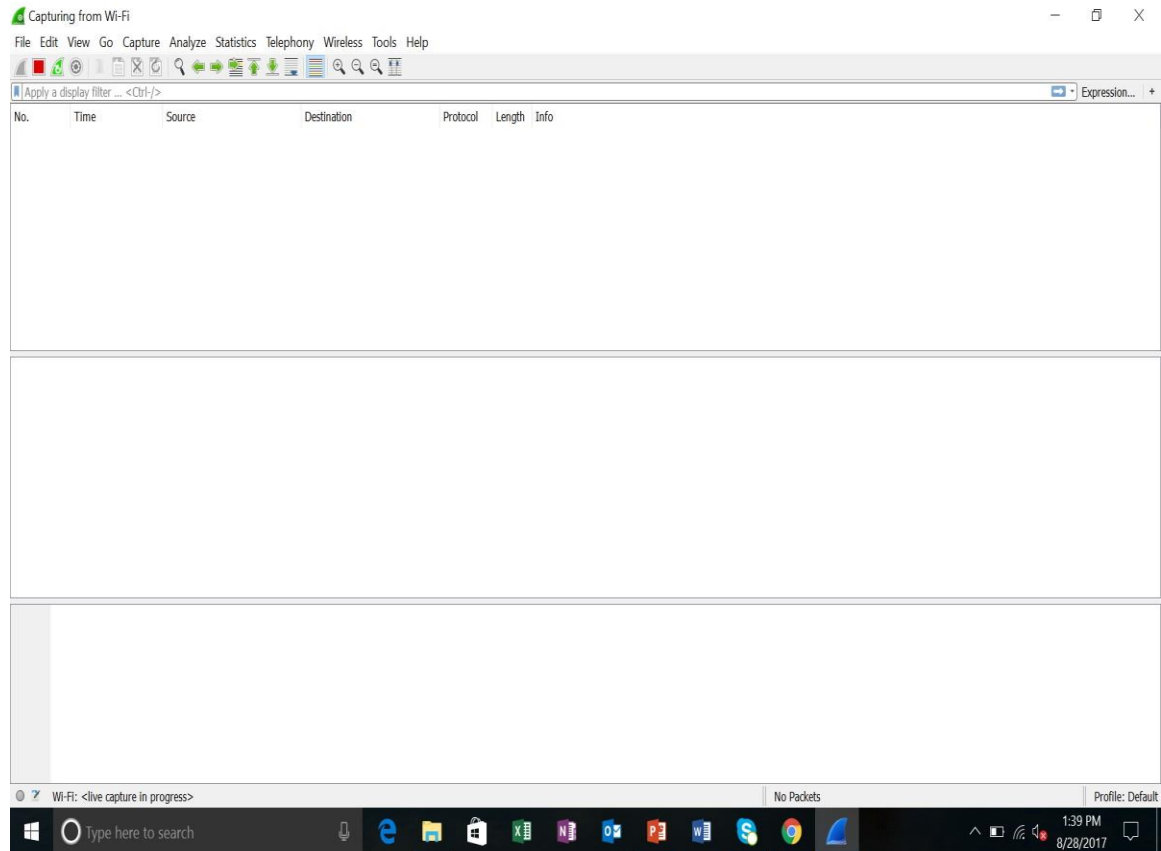 Capturing from Wi-Fi
File Edit View Go Capture Analyze Statistics Telephony Wireless Tools Help
Apply a display filter ... <Ctrl-/> Expression... +
No. Time Source Destination Protocol Length Info
Wi-Fi: <live capture in progress> No Packets Profile: Default
Type here to search
1:39 PM
8/28/2017